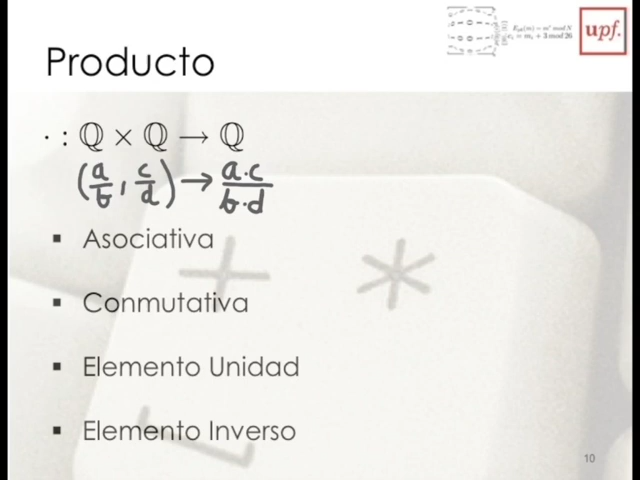 upf.
Producto
· : ℚ × ℚ → ℚ
(a/b, c/d) → a·c/b·d
▪ Asociativa
▪ Conmutativa
▪ Elemento Unidad
▪ Elemento Inverso
10